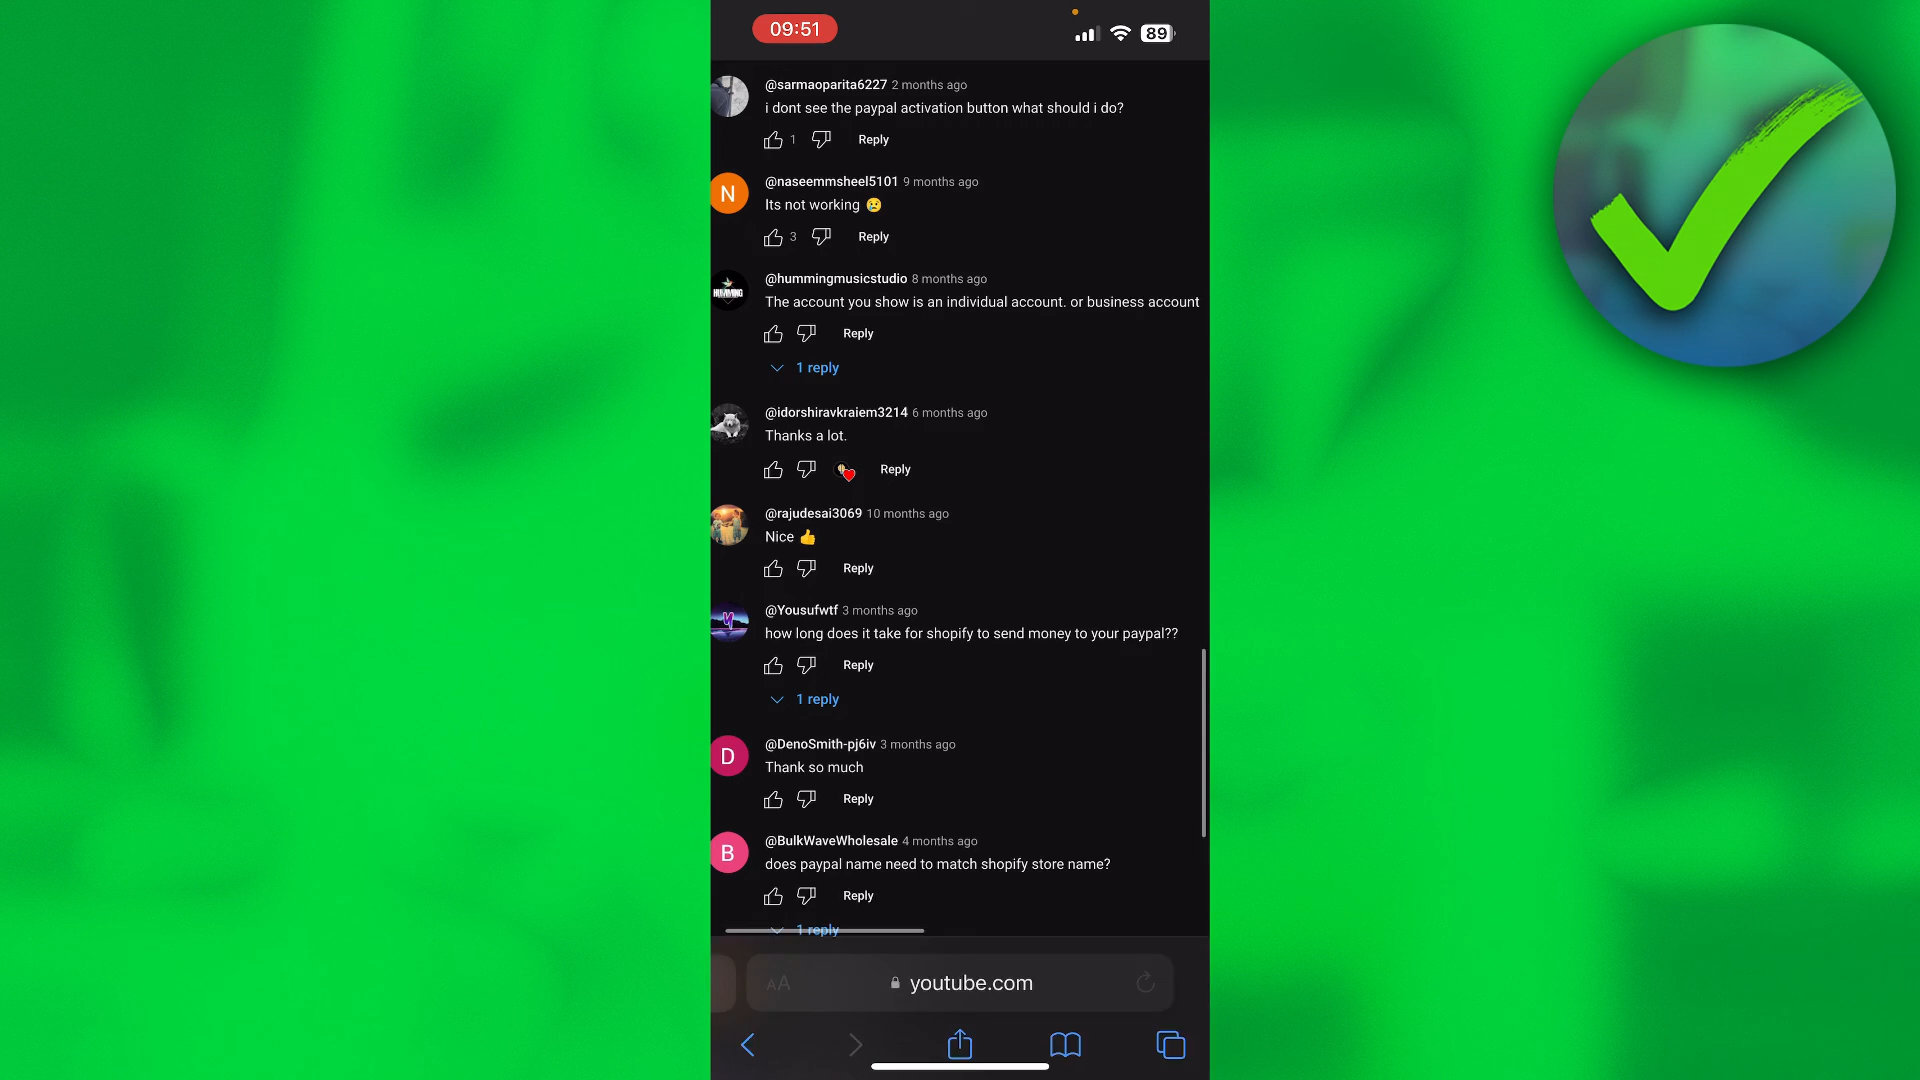 09:51
89
@sarmaoparita6227 2 months ago
i dont see the paypal activation button what should i do?
1 Reply
N
@naseemmsheel5101 9 months ago
Its not working 😢
3 Reply
HUMMING
@hummingmusicstudio 8 months ago
The account you show is an individual account. or business account
Reply
1 reply
@idorshiravkraiem3214 6 months ago
Thanks a lot.
Reply
@rajudesai3069 10 months ago
Nice 👍
Reply
@Yousufwtf 3 months ago
how long does it take for shopify to send money to your paypal??
Reply
1 reply
D
@DenoSmith-pj6iv 3 months ago
Thank so much
Reply
B
@BulkWaveWholesale 4 months ago
does paypal name need to match shopify store name?
Reply
1 reply
AA youtube.com